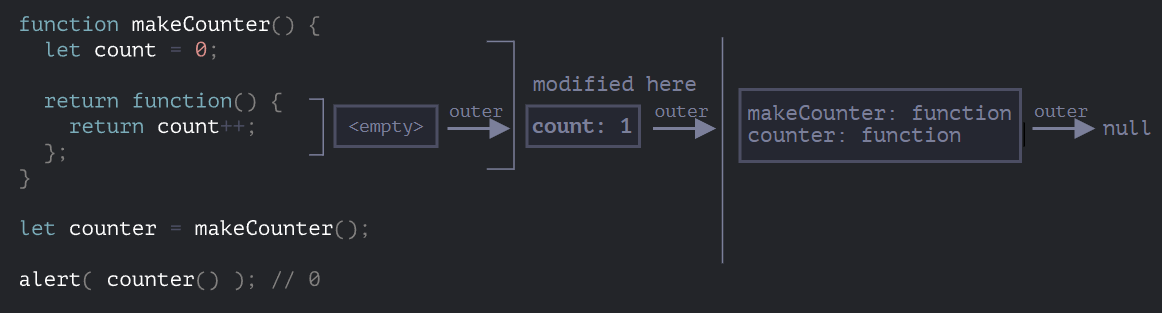 function makeCounter() {
let count = 0;
modified here
return function() {
return count++;
};
}
<empty>
outer
count: 1
outer
makeCounter: function
counter: function
outer
null
let counter = makeCounter();
alert( counter() ); // 0